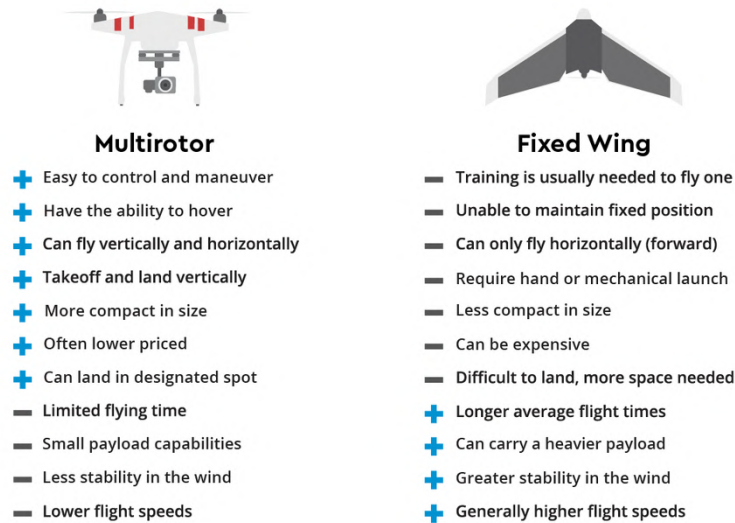 Multirotor
Easy to control and maneuver
Have the ability to hover
Can fly vertically and horizontally
Takeoff and land vertically
More compact in size
Often lower priced
Can land in designated spot
Limited flying time
Small payload capabilities
Less stability in the wind
Lower flight speeds
Fixed Wing
Training is usually needed to fly one
Unable to maintain fixed position
Can only fly horizontally (forward)
Require hand or mechanical launch
Less compact in size
Can be expensive
Difficult to land, more space needed
Longer average flight times
Can carry a heavier payload
Greater stability in the wind
Generally higher flight speeds